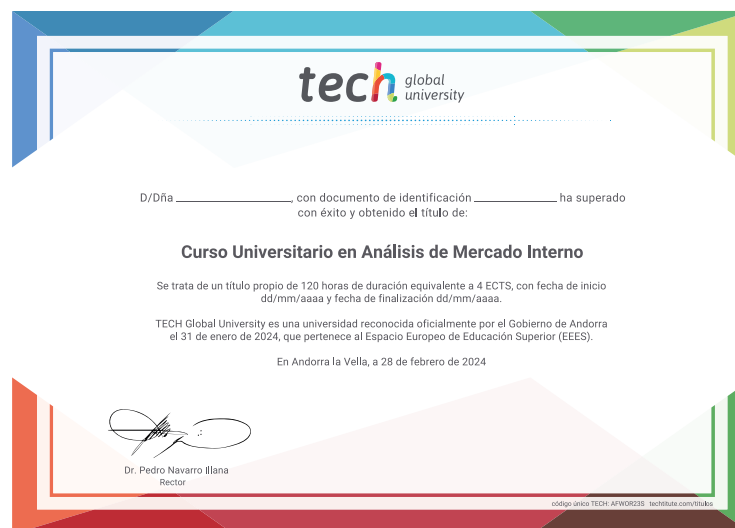 tech global university
D/Dña ____________________, con documento de identificación ______________ ha superado
con éxito y obtenido el título de:
Curso Universitario en Análisis de Mercado Interno
Se trata de un título propio de 120 horas de duración equivalente a 4 ECTS, con fecha de inicio
dd/mm/aaaa y fecha de finalización dd/mm/aaaa.
TECH Global University es una universidad reconocida oficialmente por el Gobierno de Andorra
el 31 de enero de 2024, que pertenece al Espacio Europeo de Educación Superior (EEES).
En Andorra la Vella, a 28 de febrero de 2024
Dr. Pedro Navarro Illana
Rector
código único TECH: AFWOR23S techtitute.com/títulos